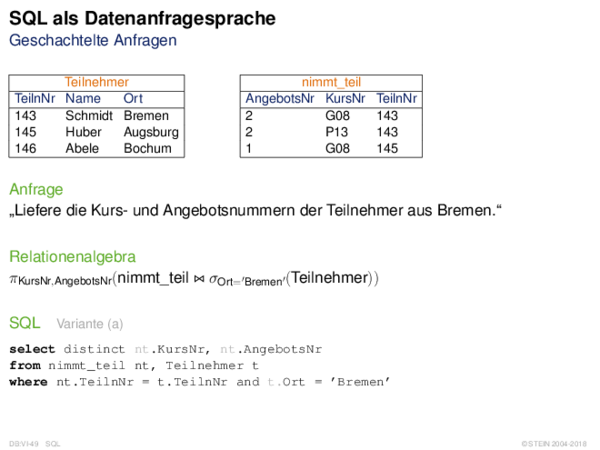 SQL als Datenanfragesprache
Geschachtelte Anfragen
Teilnehmer
TeilnNr Name Ort
143 Schmidt Bremen
145 Huber Augsburg
146 Abele Bochum
nimmt_teil
AngebotsNr KursNr TeilnNr
2 G08 143
2 P13 143
1 G08 145
Anfrage
„Liefere die Kurs- und Angebotsnummern der Teilnehmer aus Bremen.“
Relationenalgebra
πKursNr,AngebotsNr(nimmt_teil ⋈ σOrt=′Bremen′(Teilnehmer))
SQL Variante (a)
select distinct nt.KursNr, nt.AngebotsNr
from nimmt_teil nt, Teilnehmer t
where nt.TeilnNr = t.TeilnNr and t.Ort = ’Bremen’
DB:VI-49 SQL
© STEIN 2004-2018